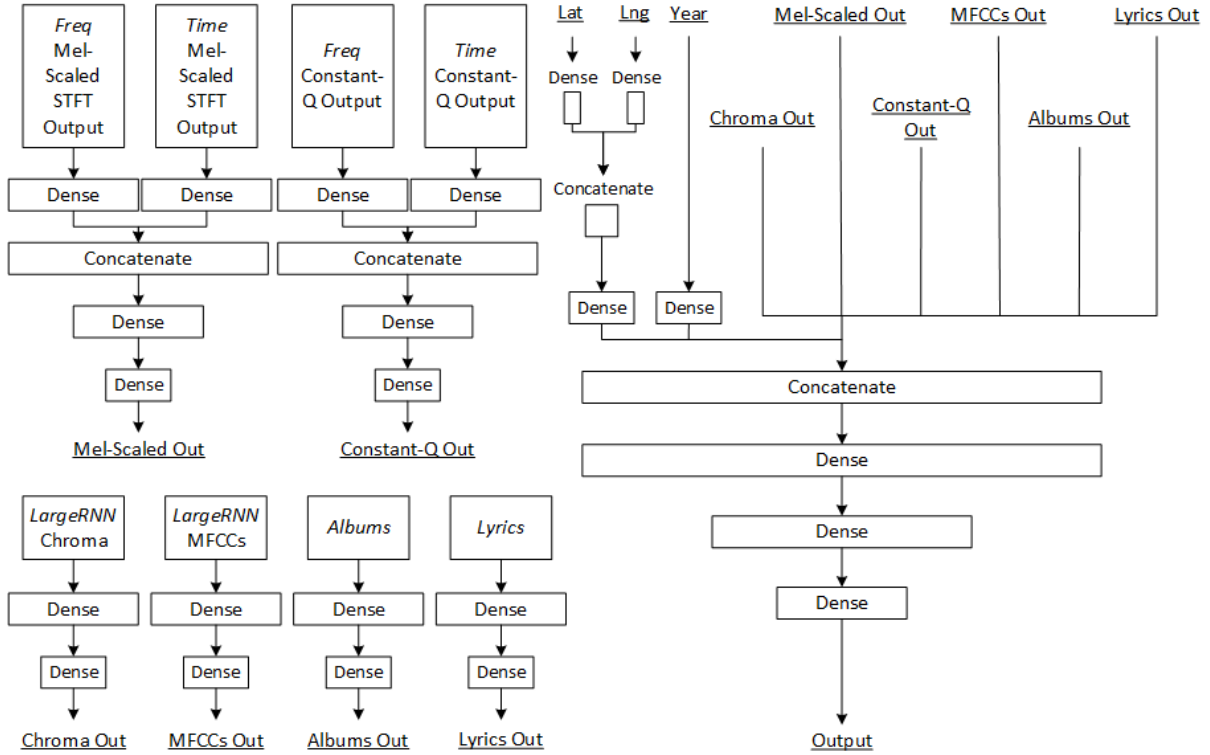 Freq
Mel-
Scaled
STFT
Output
Time
Mel-
Scaled
STFT
Output
Freq
Constant-
Q Output
Time
Constant-
Q Output
Dense
Dense
Dense
Dense
Concatenate
Concatenate
Dense
Dense
Dense
Dense
Mel-Scaled Out
Constant-Q Out
LargeRNN
Chroma
LargeRNN
MFCCs
Albums
Lyrics
Dense
Dense
Dense
Dense
Dense
Dense
Dense
Dense
Chroma Out
MFCCs Out
Albums Out
Lyrics Out
Lat
Lng
Year
Mel-Scaled Out
MFCCs Out
Lyrics Out
Dense
Dense
Chroma Out
Constant-Q
Out
Albums Out
Concatenate
Dense
Dense
Concatenate
Dense
Dense
Dense
Output